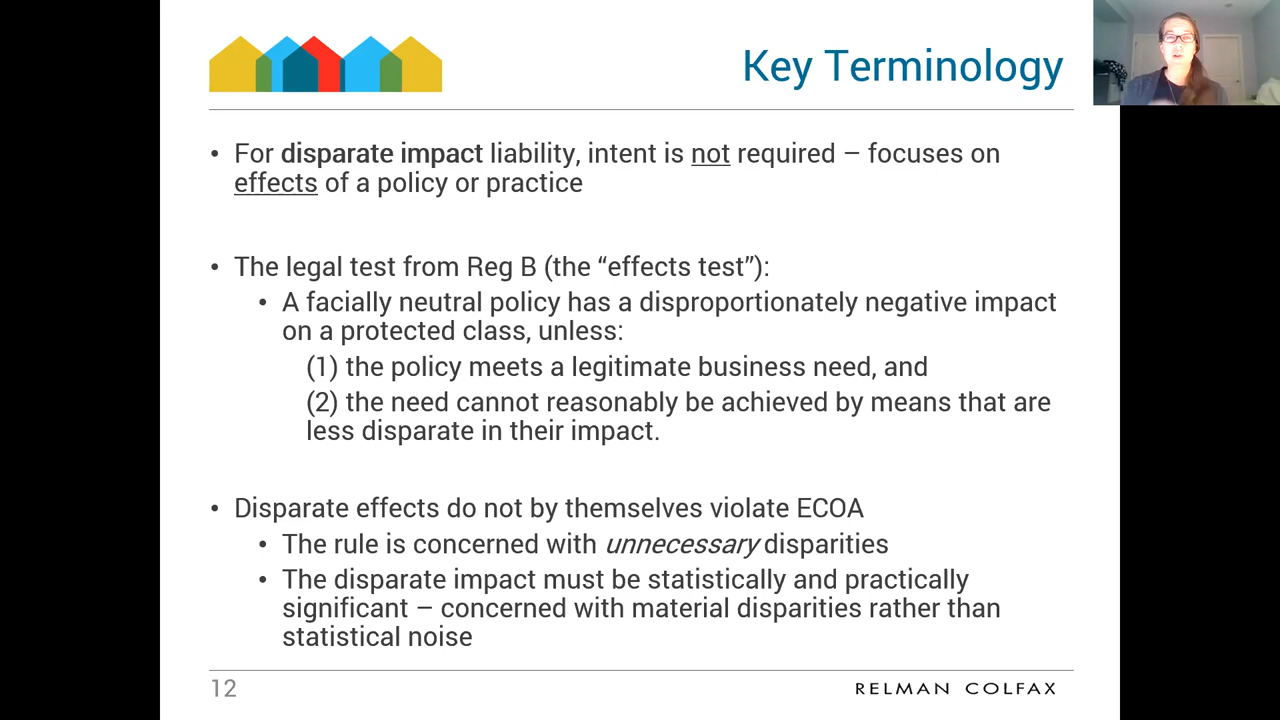 Key Terminology
• For disparate impact liability, intent is not required – focuses on
effects of a policy or practice
• The legal test from Reg B (the “effects test”):
• A facially neutral policy has a disproportionately negative impact
on a protected class, unless:
(1) the policy meets a legitimate business need, and
(2) the need cannot reasonably be achieved by means that are
less disparate in their impact.
• Disparate effects do not by themselves violate ECOA
• The rule is concerned with unnecessary disparities
• The disparate impact must be statistically and practically
significant – concerned with material disparities rather than
statistical noise
12
RELMAN COLFAX